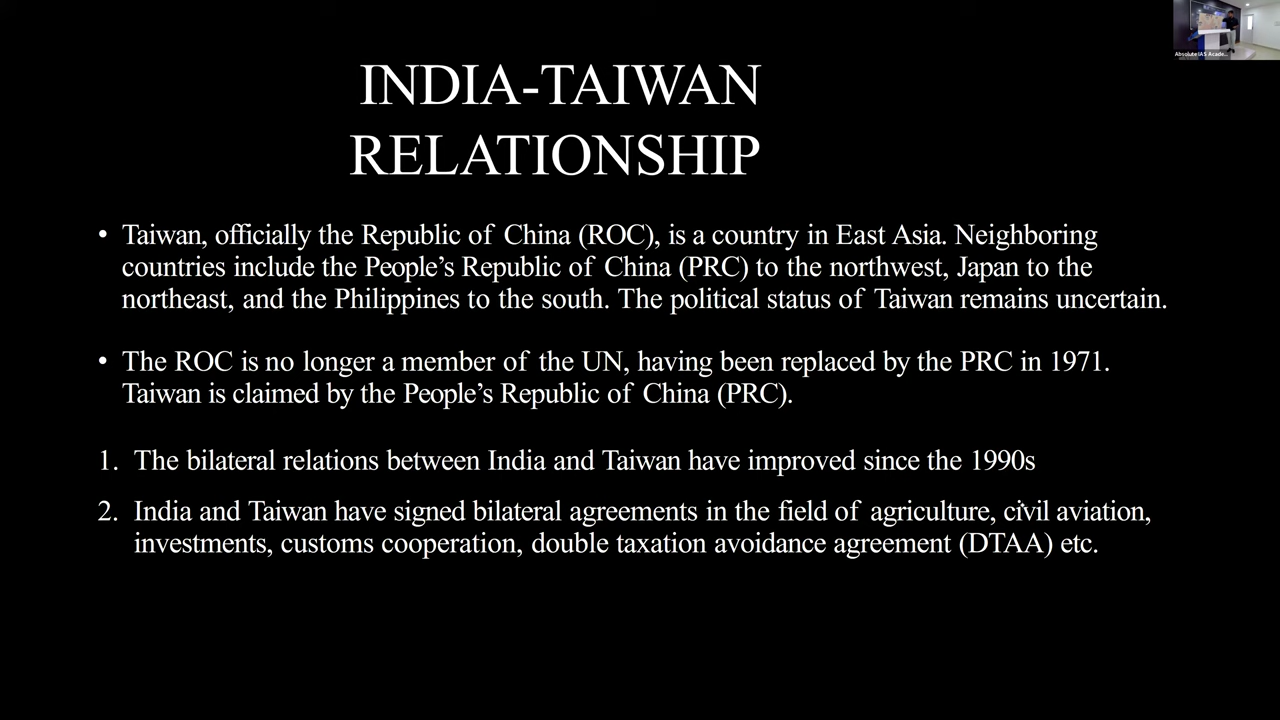 Absolute IAS Acade...
INDIA-TAIWAN
RELATIONSHIP
• Taiwan, officially the Republic of China (ROC), is a country in East Asia. Neighboring
countries include the People’s Republic of China (PRC) to the northwest, Japan to the
northeast, and the Philippines to the south. The political status of Taiwan remains uncertain.
• The ROC is no longer a member of the UN, having been replaced by the PRC in 1971.
Taiwan is claimed by the People’s Republic of China (PRC).
1. The bilateral relations between India and Taiwan have improved since the 1990s
2. India and Taiwan have signed bilateral agreements in the field of agriculture, civil aviation,
investments, customs cooperation, double taxation avoidance agreement (DTAA) etc.